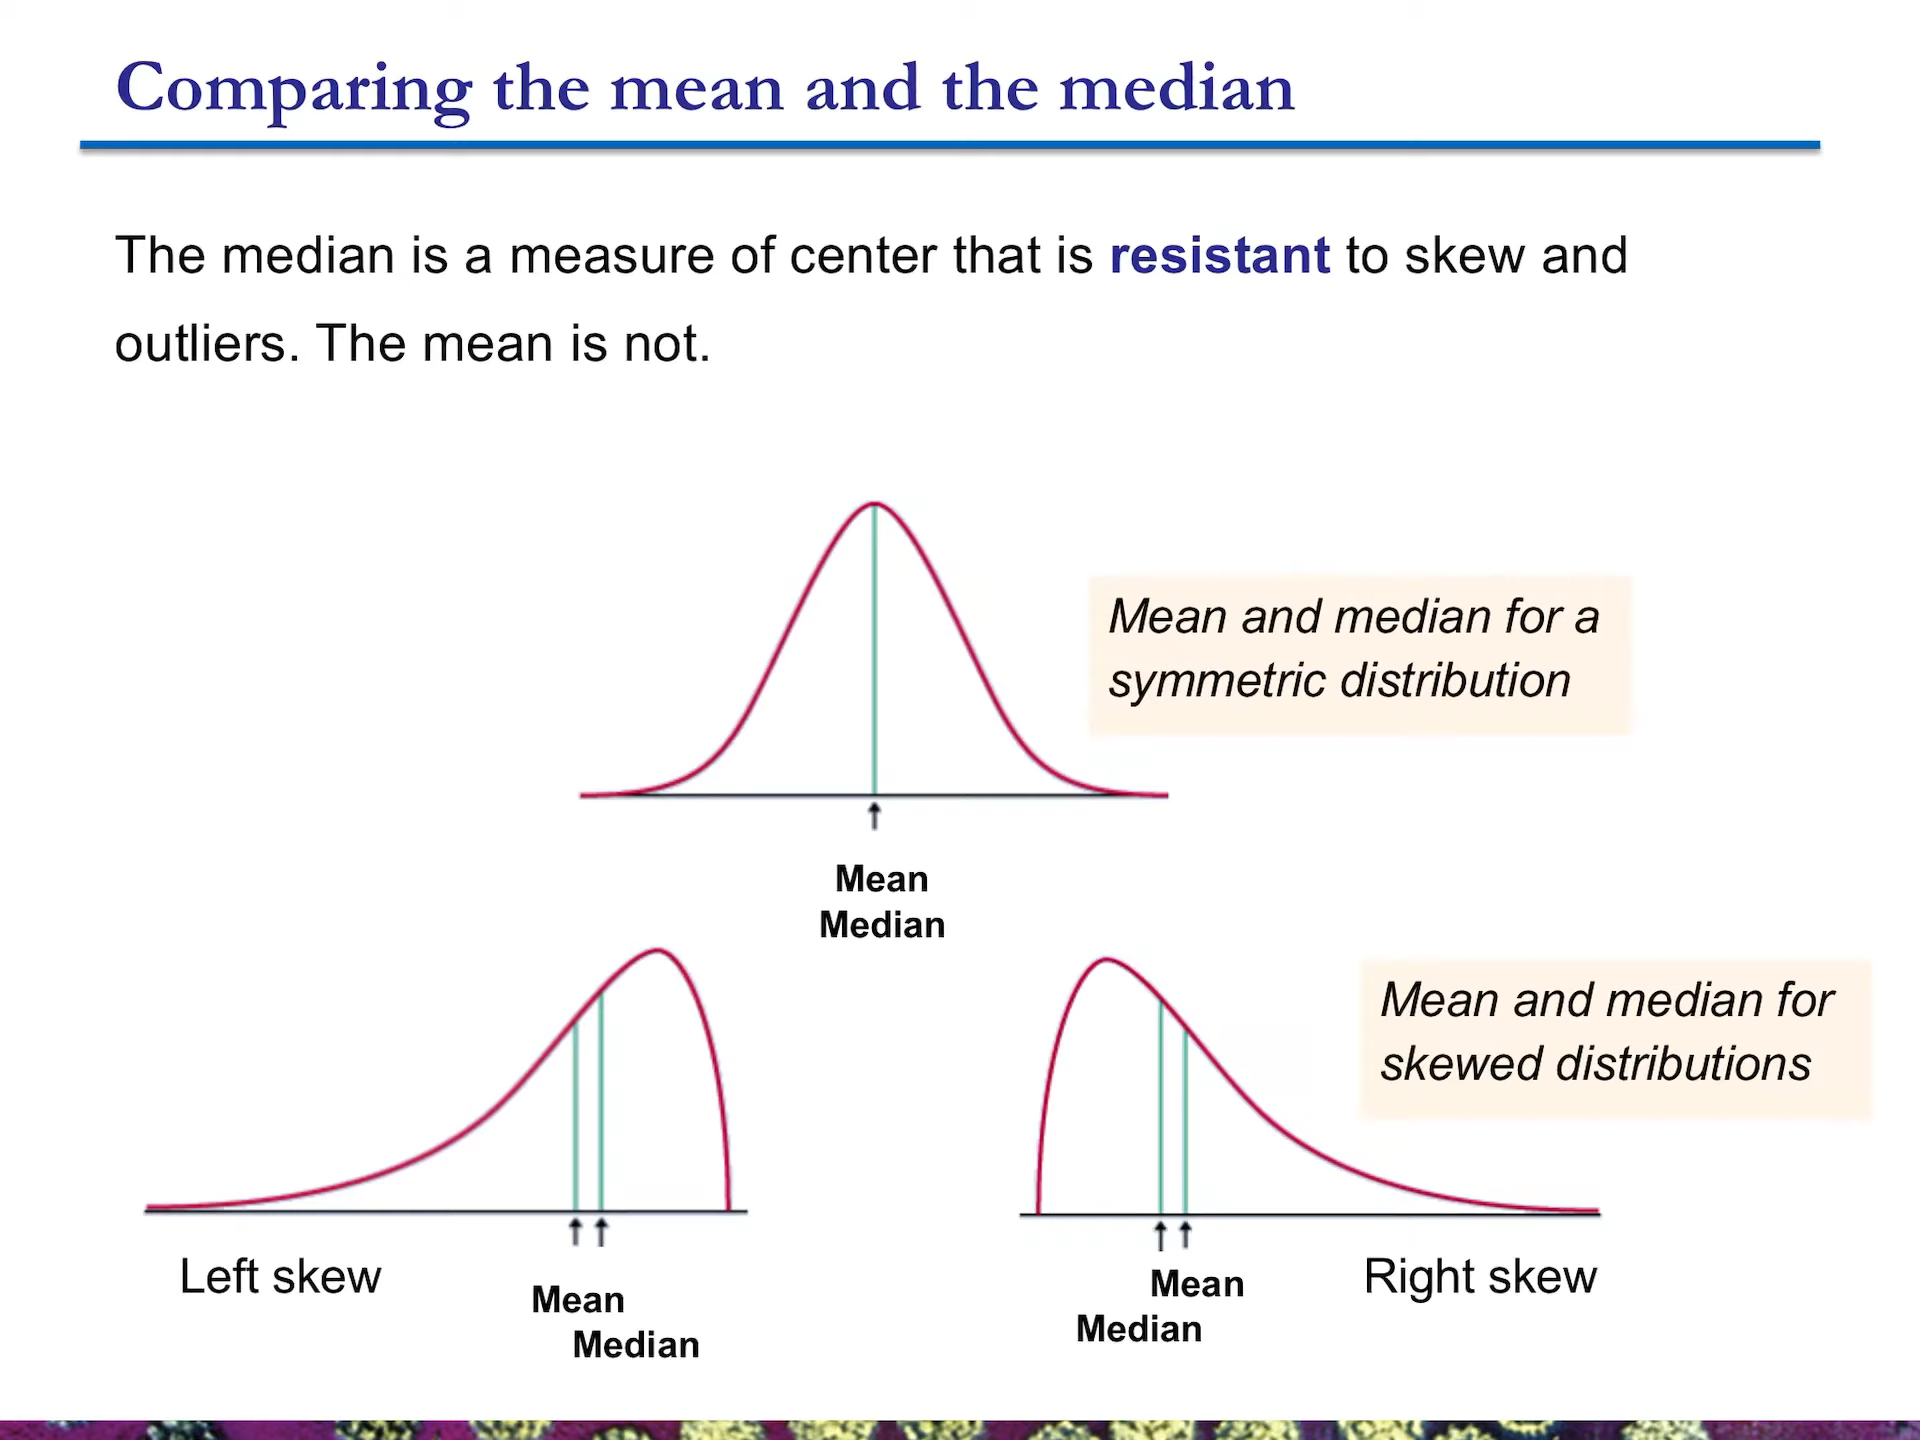 Comparing the mean and the median
The median is a measure of center that is resistant to skew and
outliers. The mean is not.
Mean and median for a
symmetric distribution
Mean
Median
Mean and median for
skewed distributions
Left skew
Mean
Median
Mean
Median
Right skew